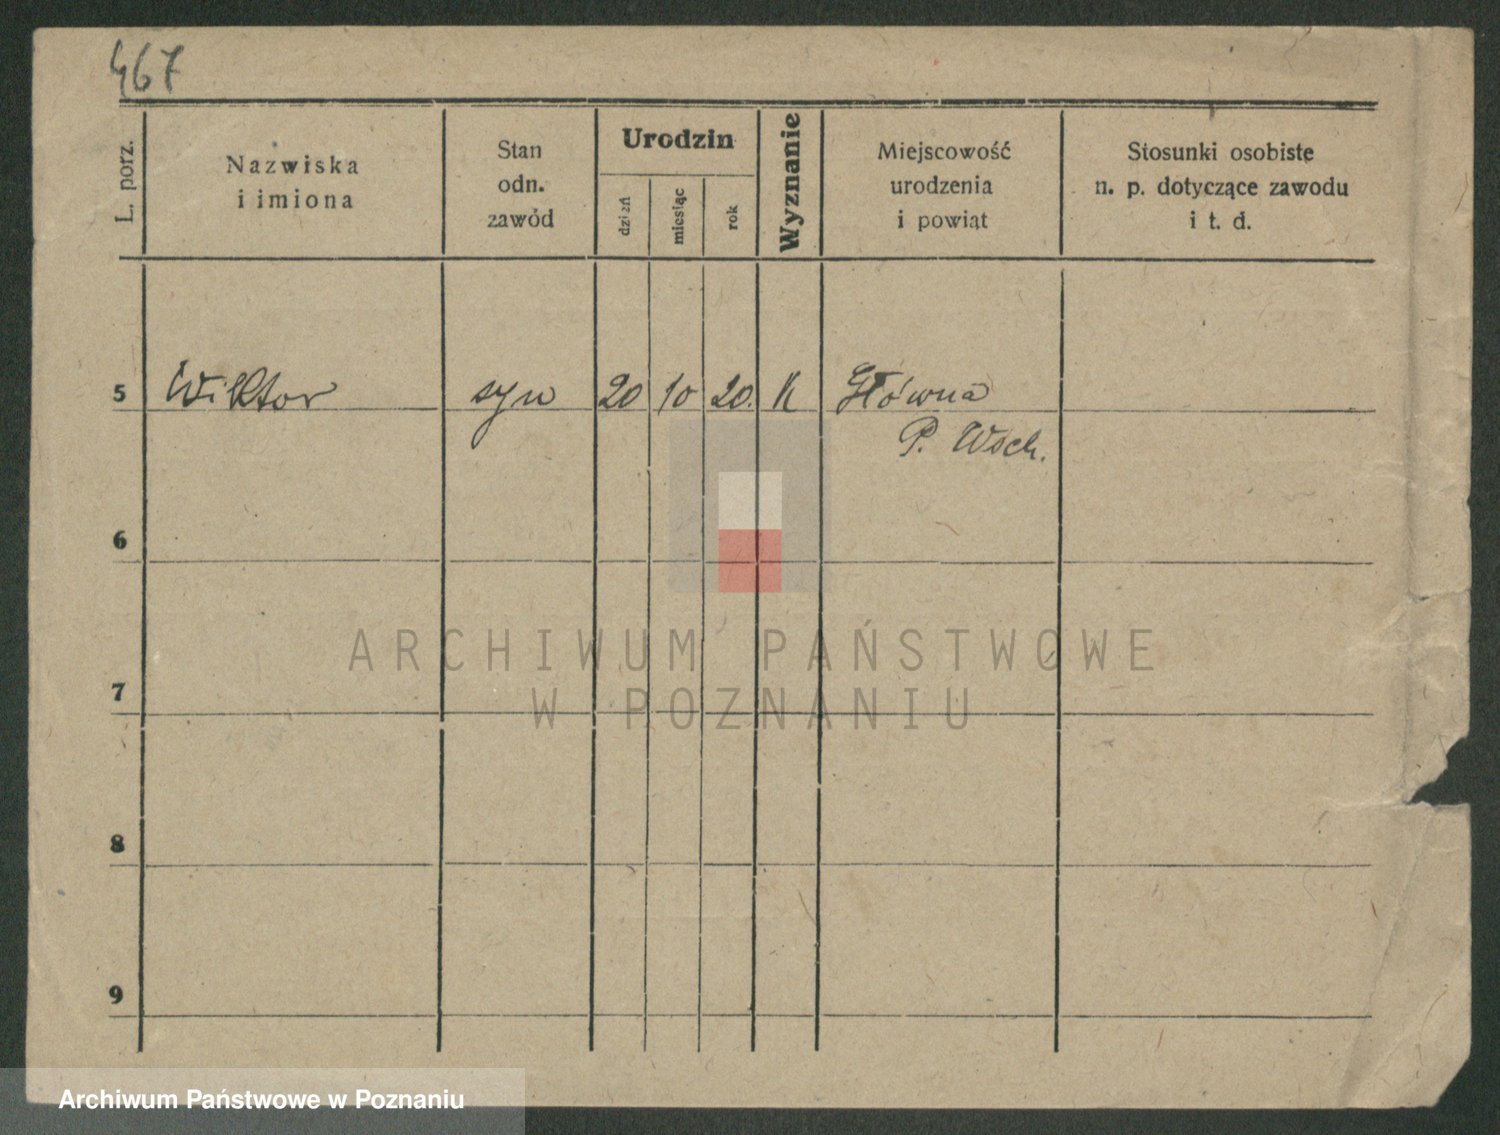 467
L. porz.
Nazwiska
i imiona
Stan
odn.
zawód
Urodzin
dzień
miesiąc
rok
Wyznanie
Miejscowość
urodzenia
i powiąt
Stosunki osobiste
n. p. dotyczące zawodu
i t. d.
5 Wiktor syn 20 10 20. K Główna
P. Wsch.
6
7
8
9
ARCHIWUM PAŃSTWOWE
W POZNANIU
Archiwum Państwowe w Poznaniu